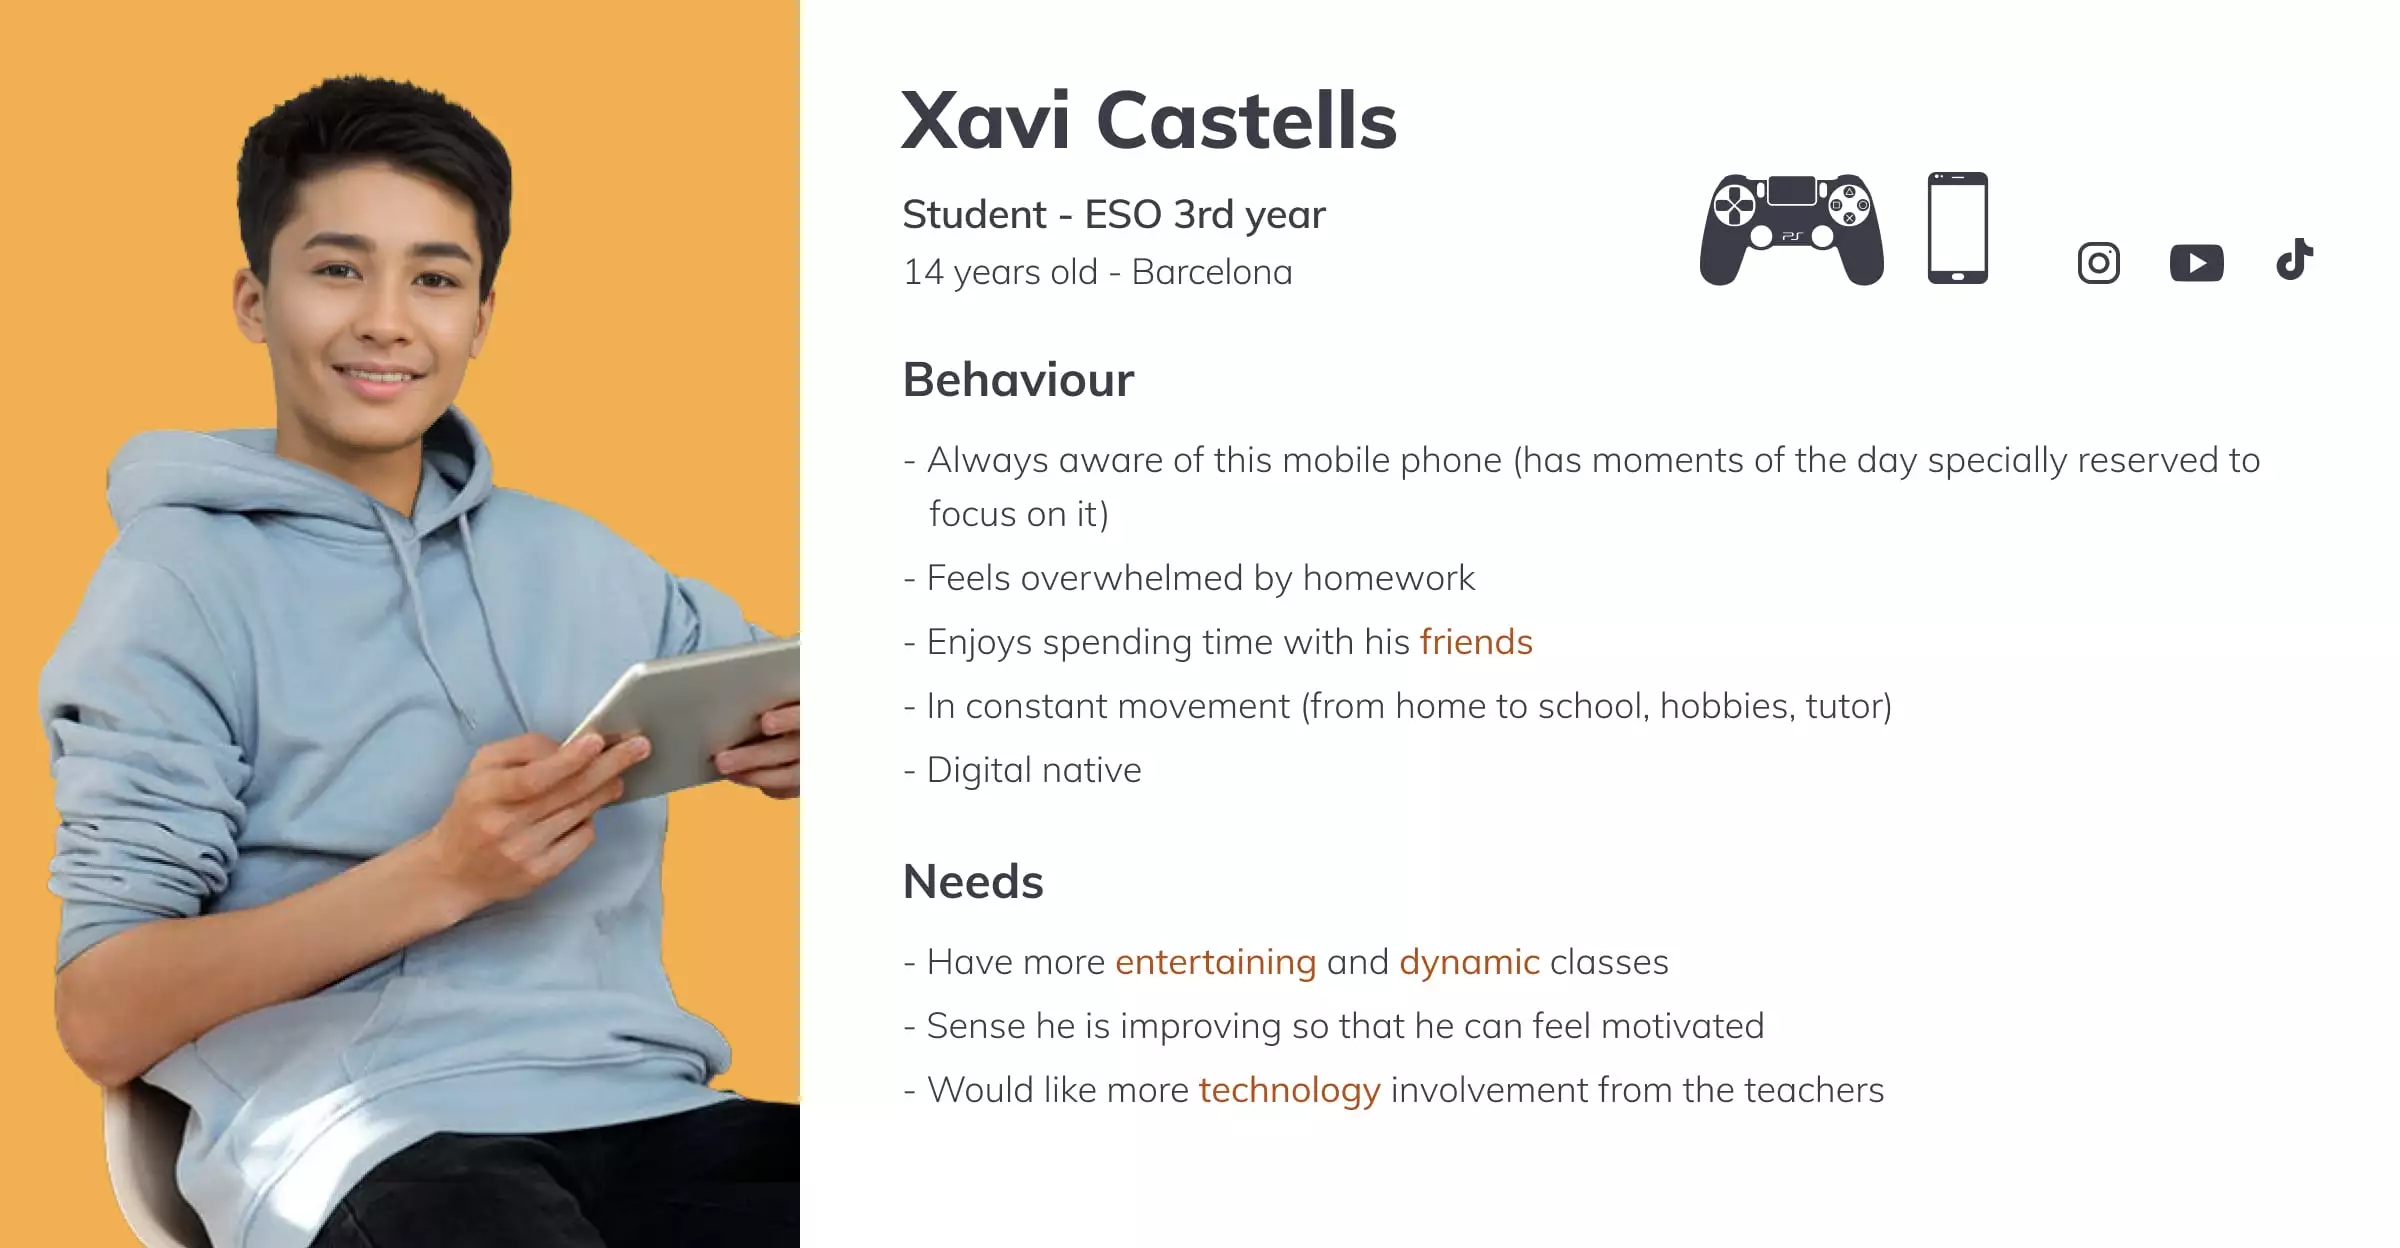 Xavi Castells
Student - ESO 3rd year
14 years old - Barcelona
PS
Behaviour
- Always aware of this mobile phone (has moments of the day specially reserved to
focus on it)
- Feels overwhelmed by homework
- Enjoys spending time with his friends
- In constant movement (from home to school, hobbies, tutor)
- Digital native
Needs
- Have more entertaining and dynamic classes
- Sense he is improving so that he can feel motivated
- Would like more technology involvement from the teachers